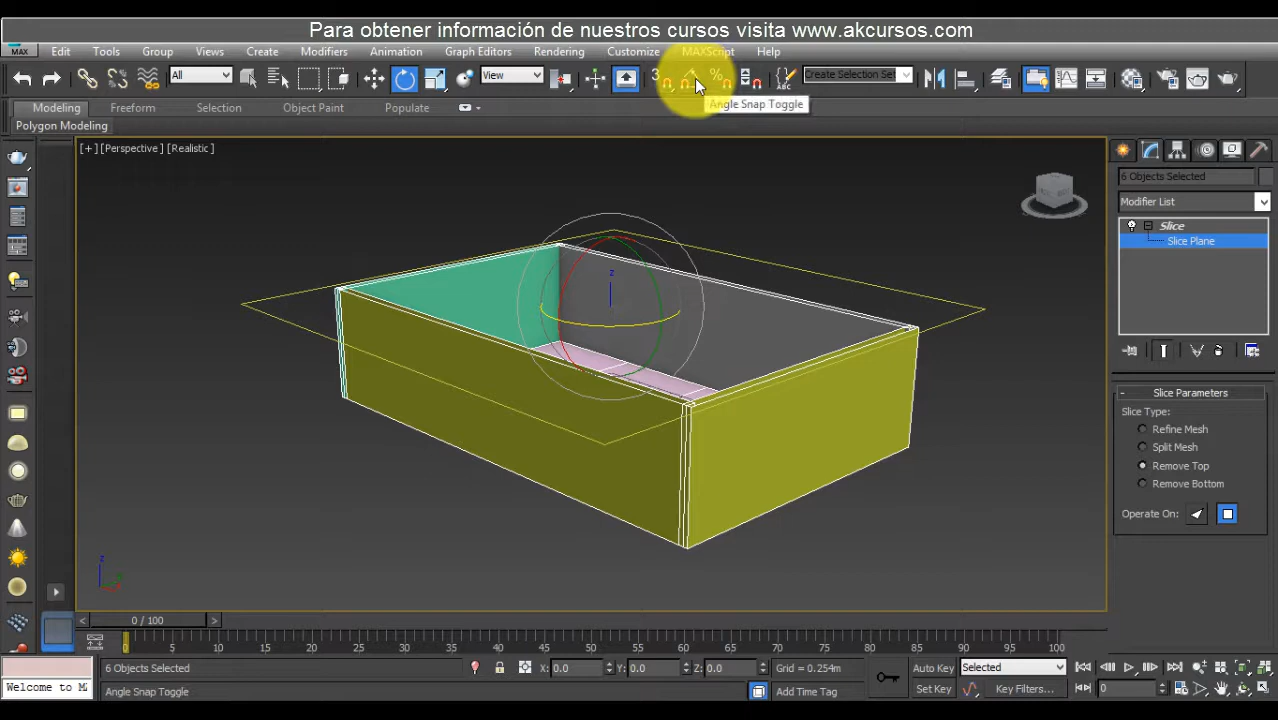 Para obtener información de nuestros cursos visita www.akcursos.com
MAX Edit Tools Group Views Create Modifiers Animation Graph Editors Rendering Customize MAXScript Help
All View 3 % ABC Create Selection Set
Angle Snap Toggle
Modeling Freeform Selection Object Paint Populate
Polygon Modeling
[+] [Perspective] [Realistic]
6 Objects Selected
Modifier List
Slice
Slice Plane
z
Slice Parameters
Slice Type:
Refine Mesh
Split Mesh
Remove Top
Remove Bottom
Operate On:
z
< 0 / 100 >
0 5 10 15 20 25 30 35 40 45 50 55 60 65 70 75 80 85 90 95 100
6 Objects Selected X: 0.0 Y: 0.0 Z: 0.0 Grid = 0.254m Auto Key Selected
Welcome to M
Angle Snap Toggle Add Time Tag Set Key Key Filters... 0